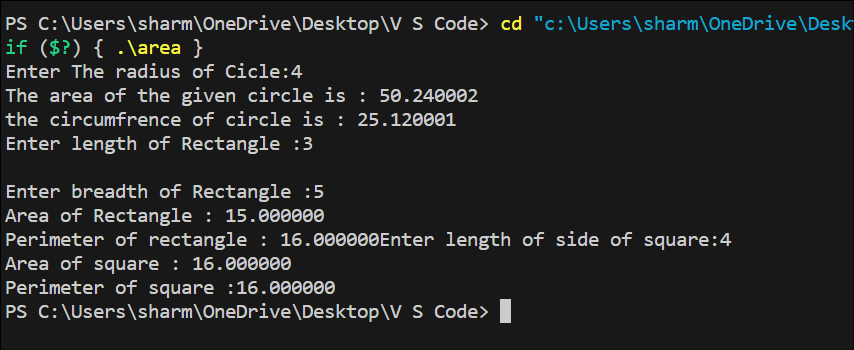 PS C:\Users\sharm\OneDrive\Desktop\V S Code> cd "c:\Users\sharm\OneDrive\Desk
if ($?) { .\area }
Enter The radius of Cicle:4
The area of the given circle is : 50.240002
the circumfrence of circle is : 25.120001
Enter length of Rectangle :3
Enter breadth of Rectangle :5
Area of Rectangle : 15.000000
Perimeter of rectangle : 16.000000Enter length of side of square:4
Area of square : 16.000000
Perimeter of square :16.000000
PS C:\Users\sharm\OneDrive\Desktop\V S Code>